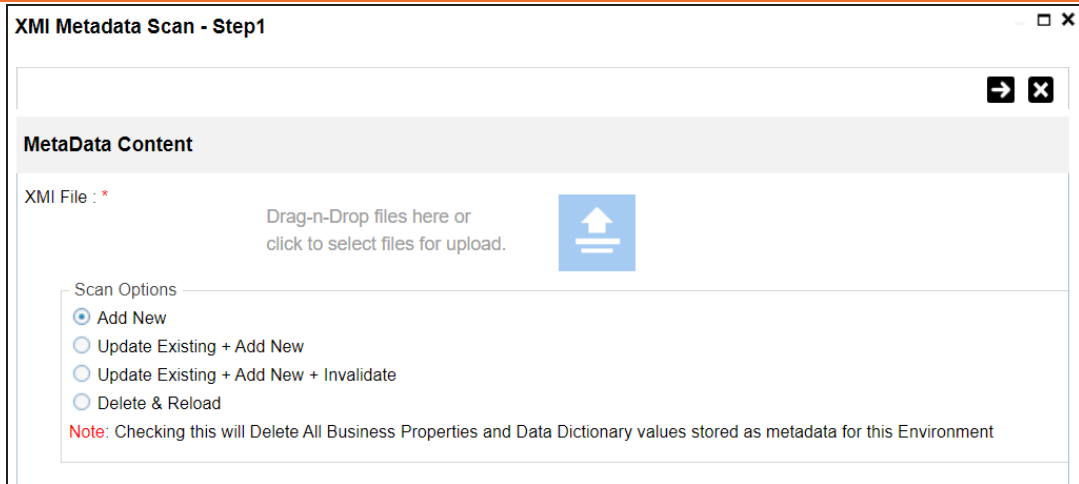 XMI Metadata Scan - Step1
MetaData Content
XMI File : *
Drag-n-Drop files here or
click to select files for upload.
Scan Options
Add New
Update Existing + Add New
Update Existing + Add New + Invalidate
Delete & Reload
Note: Checking this will Delete All Business Properties and Data Dictionary values stored as metadata for this Environment